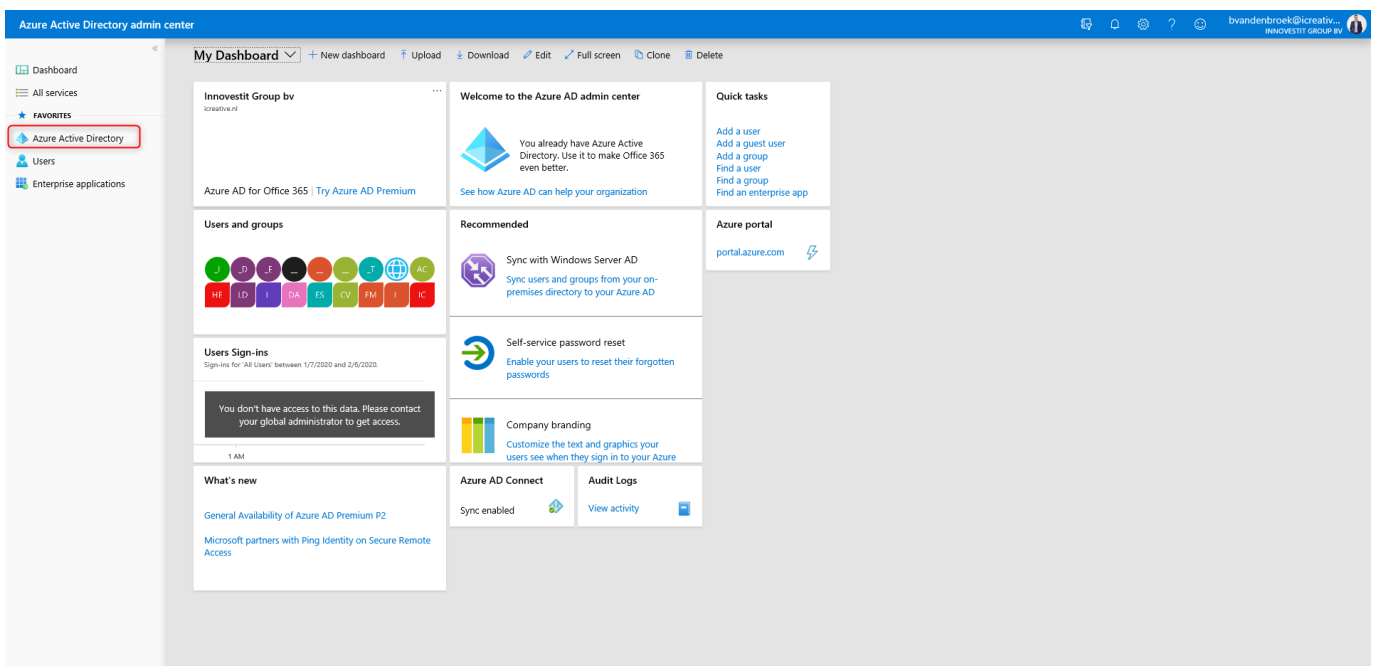 Azure Active Directory admin center
bvandenbroek@icreativ...
INNOVESTIT GROUP BV
«
Dashboard
All services
FAVORITES
Azure Active Directory
Users
Enterprise applications
My Dashboard
+ New dashboard
Upload
Download
Edit
Full screen
Clone
Delete
Innovestit Group bv
...
icreative.nl
Azure AD for Office 365 | Try Azure AD Premium
Welcome to the Azure AD admin center
You already have Azure Active
Directory. Use it to make Office 365
even better.
See how Azure AD can help your organization
Quick tasks
Add a user
Add a guest user
Add a group
Find a user
Find a group
Find an enterprise app
Users and groups
_J _D _E _ _ _ _ _ _T AC
HE LD I DA ES CV FM I IC
Recommended
Sync with Windows Server AD
Sync users and groups from your on-
premises directory to your Azure AD
Self-service password reset
Enable your users to reset their forgotten
passwords
Company branding
Customize the text and graphics your
users see when they sign in to your Azure
Azure portal
portal.azure.com
Users Sign-ins
Sign-ins for 'All Users' between 1/7/2020 and 2/6/2020.
You don't have access to this data. Please contact
your global administrator to get access.
1 AM
What's new
General Availability of Azure AD Premium P2
Microsoft partners with Ping Identity on Secure Remote
Access
Azure AD Connect
Sync enabled
Audit Logs
View activity